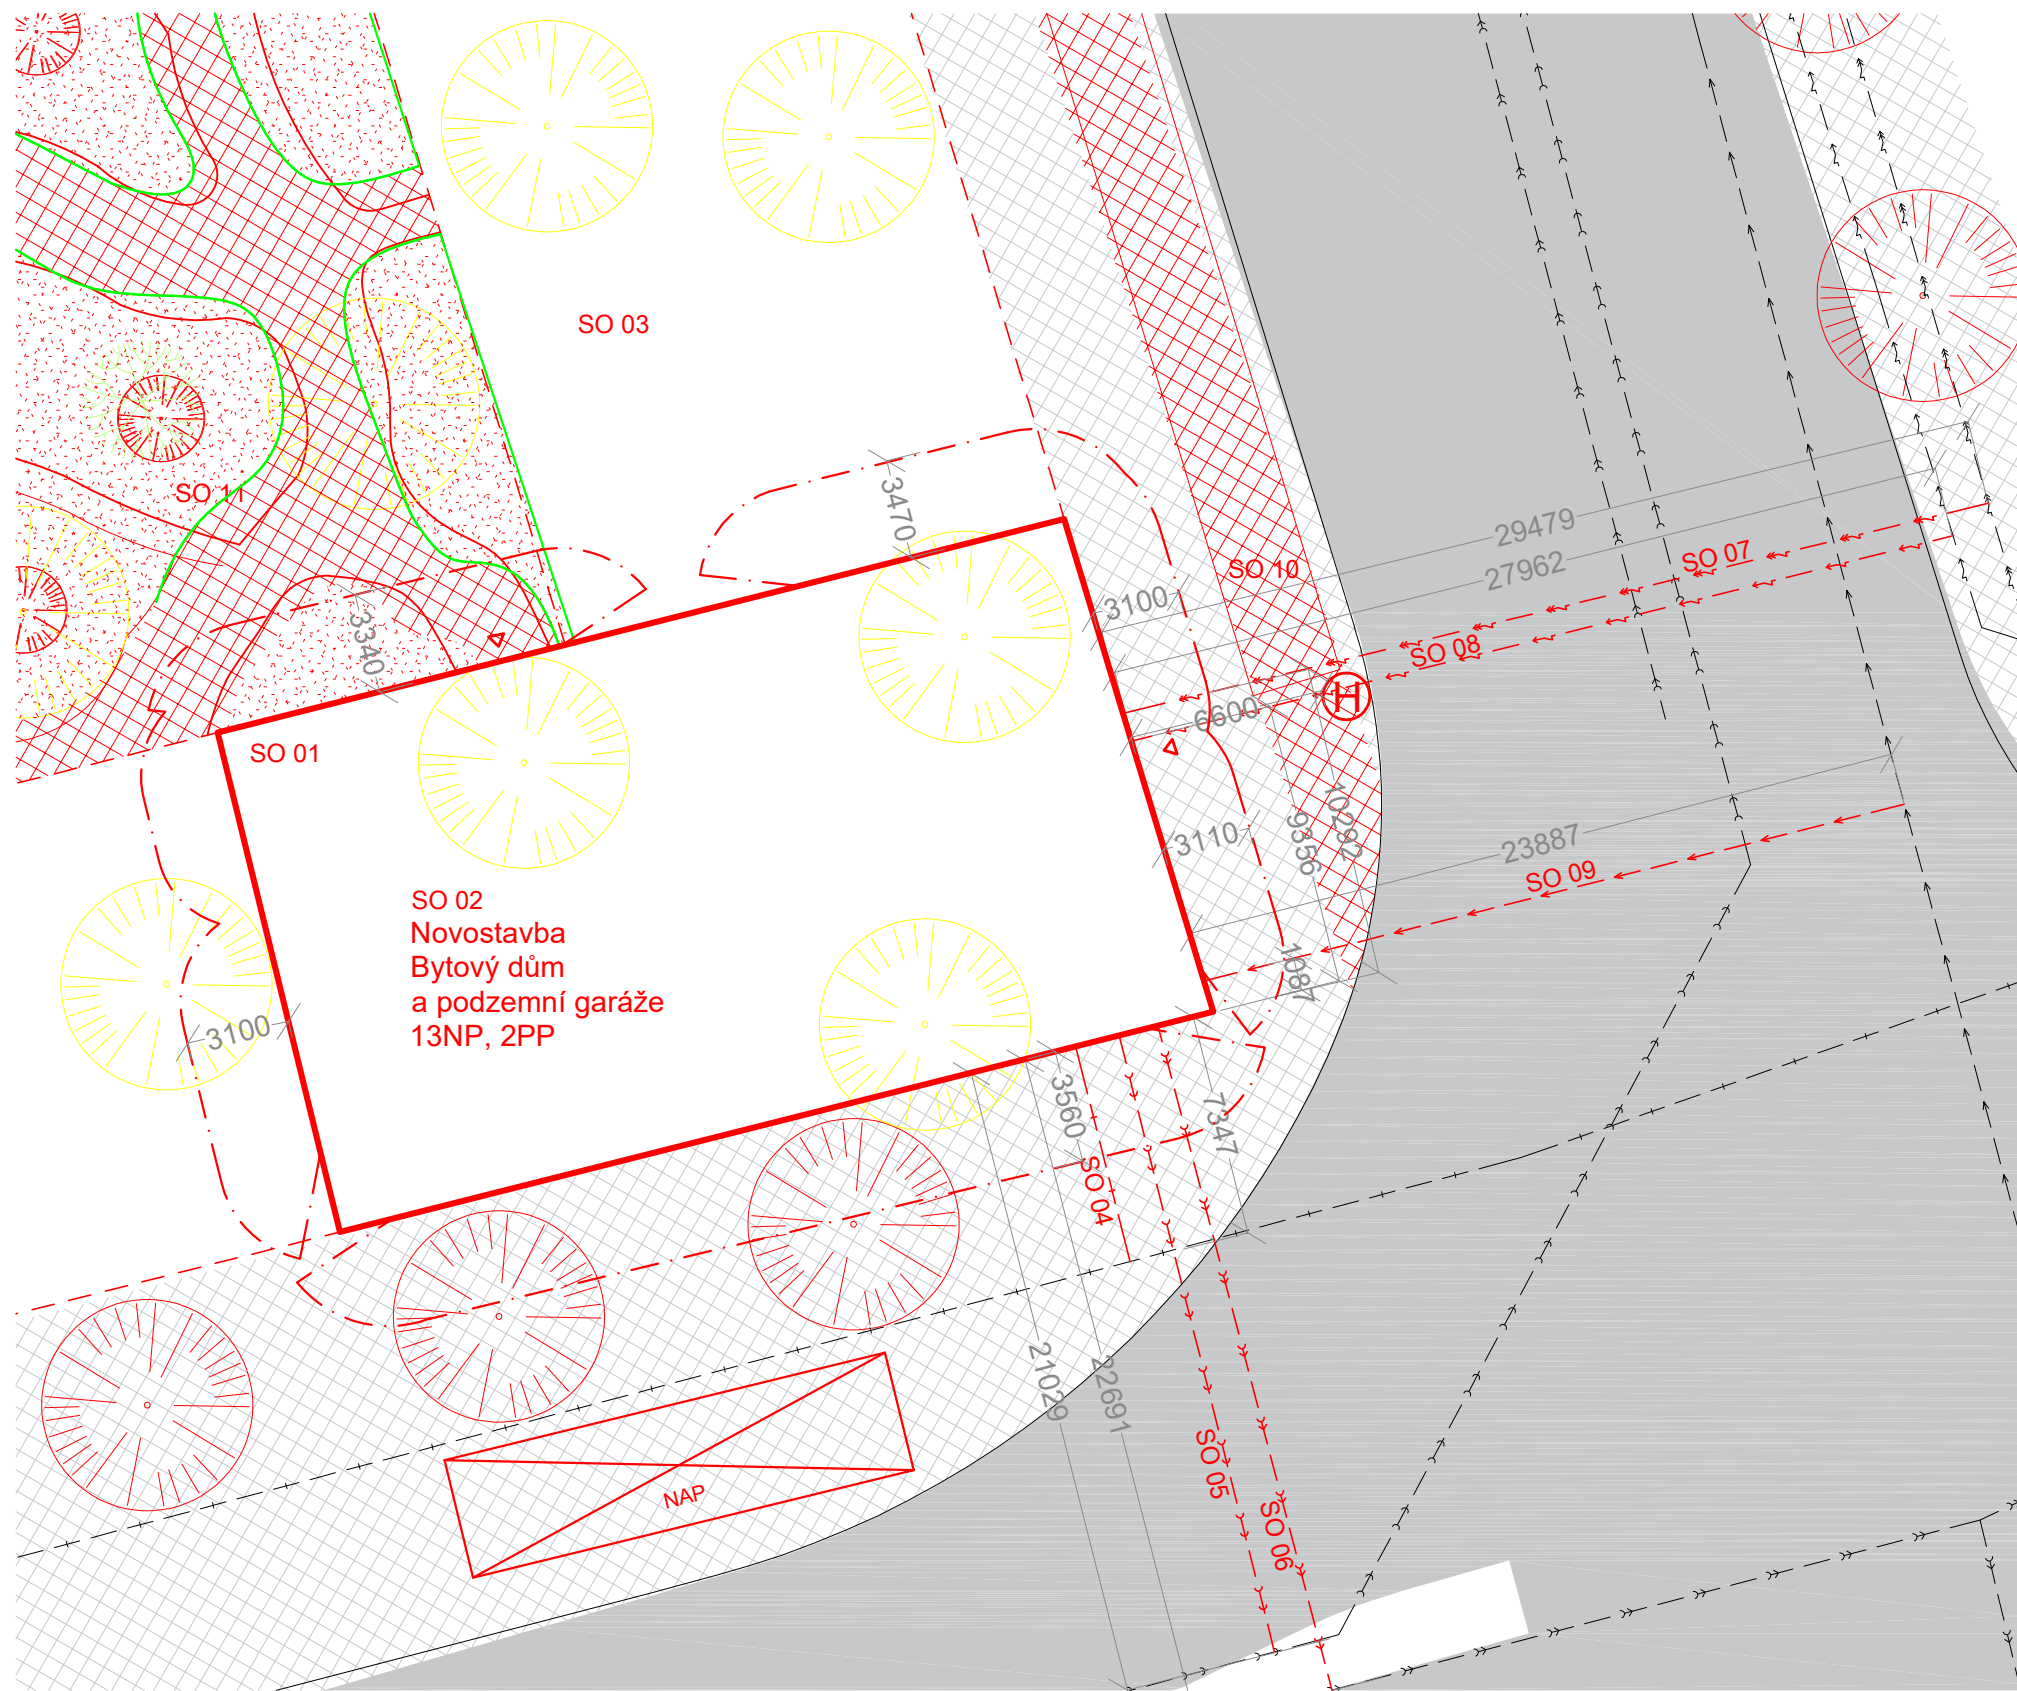 SO 03
3470
SO 11
29479
27962
SO 07
SO 10
3100
3340
SO 08
H
6600
SO 01
10292
9356
3110
23887
SO 09
SO 02
Novostavba
Bytový dům
a podzemní garáže
13NP, 2PP
1087
3100
3560
7347
SO 04
21029
22691
SO 05
NAP
SO 06